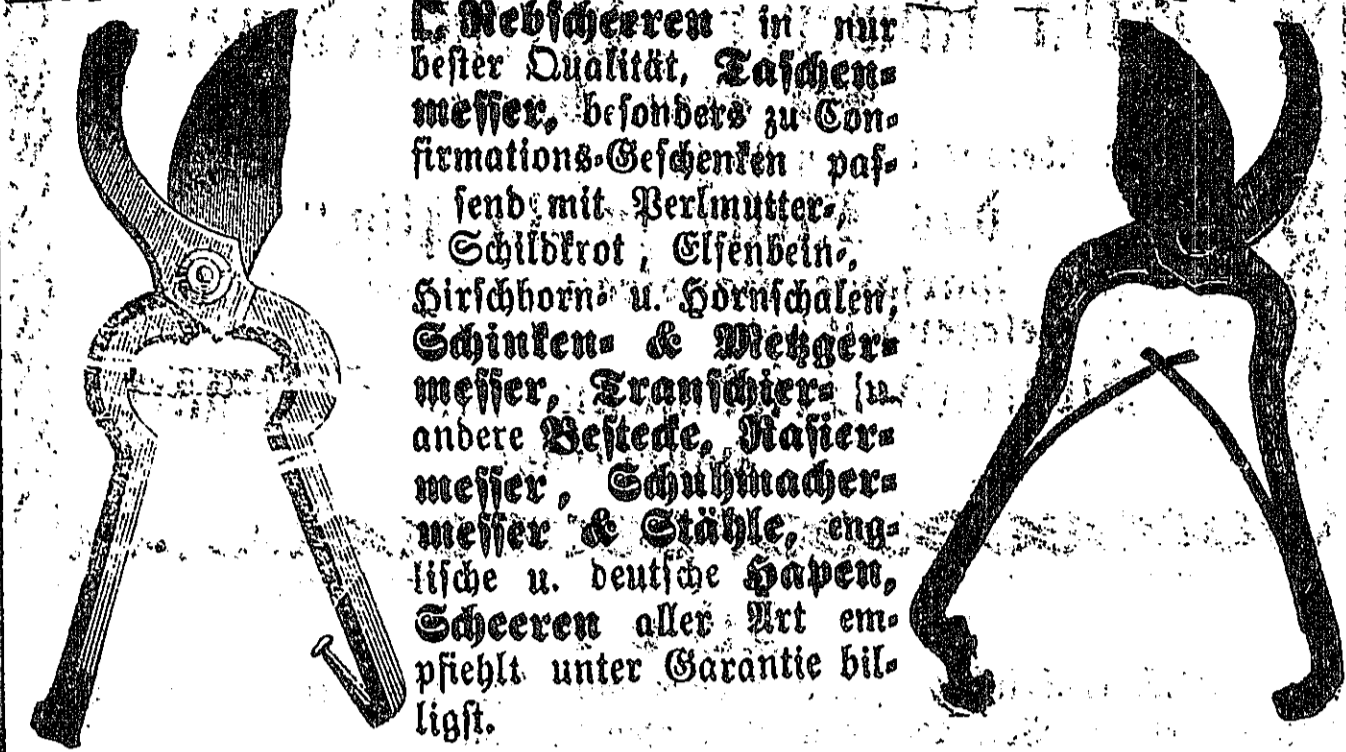 Rebscheeren in nur
bester Qualität, Taschen-
messer, besonders zu Con-
firmations-Geschenken pas-
send mit Perlmutter-,
Schildkrot, Elfenbein-,
Hirschhorn- u. Hornschalen,
Schinken- & Metzger-
messer, Transchier-
andere Bestecke, Rasier-
messer, Schuhmacher-
messer & Stähle, eng-
lische u. deutsche Hapen,
Scheeren aller Art em-
pfiehlt unter Garantie bil-
ligst.